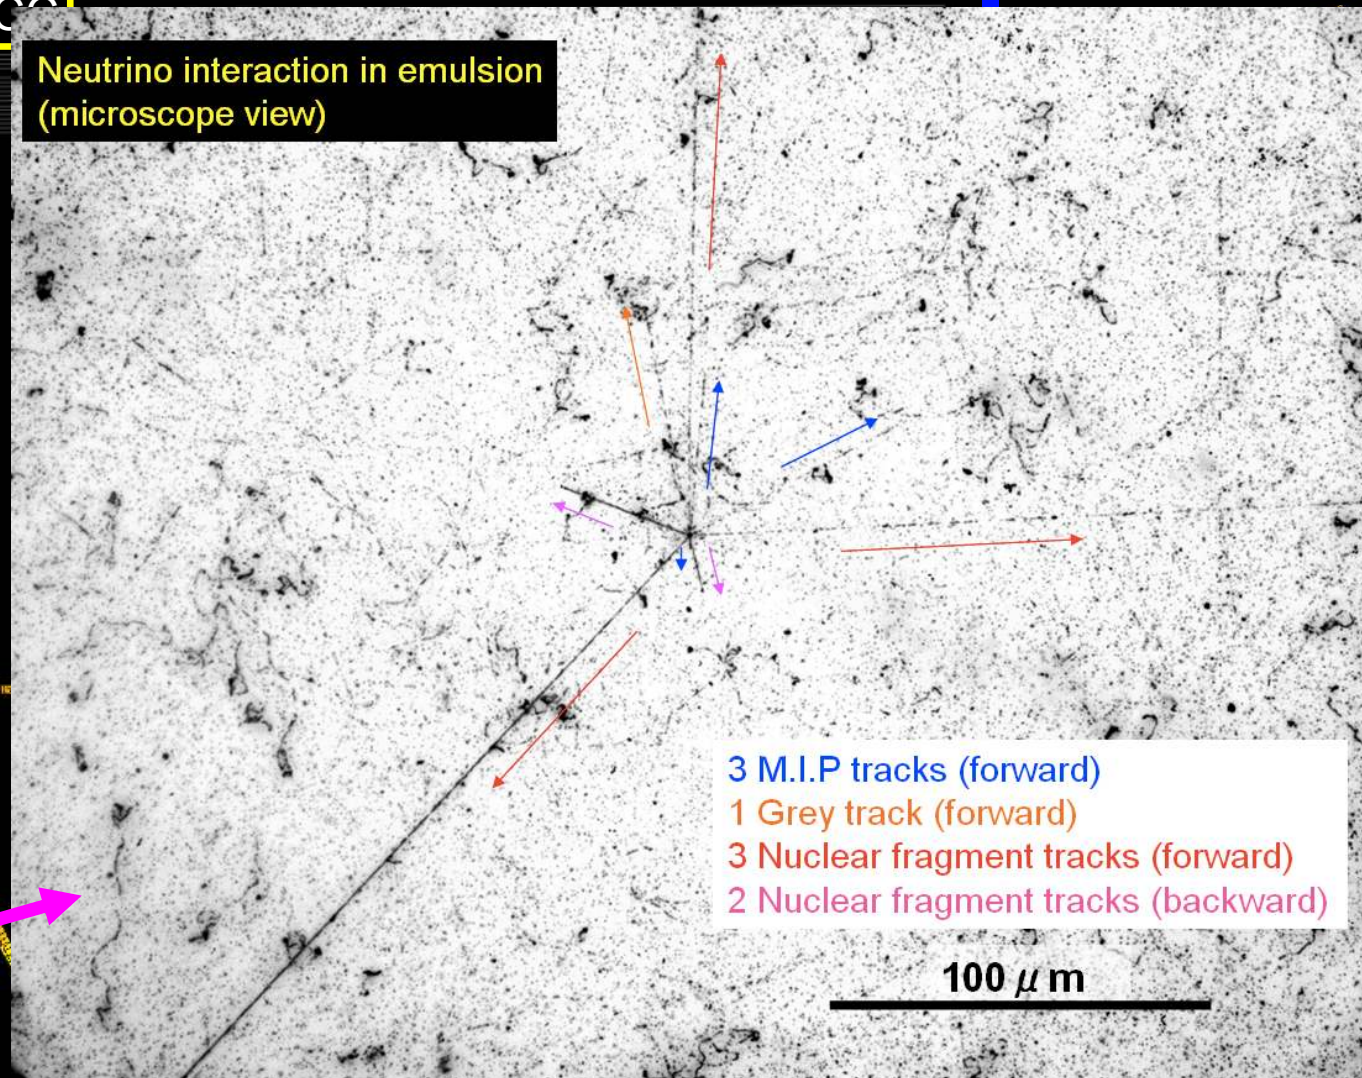 Neutrino interaction in emulsion
(microscope view)
3 M.I.P tracks (forward)
1 Grey track (forward)
3 Nuclear fragment tracks (forward)
2 Nuclear fragment tracks (backward)
100 μm